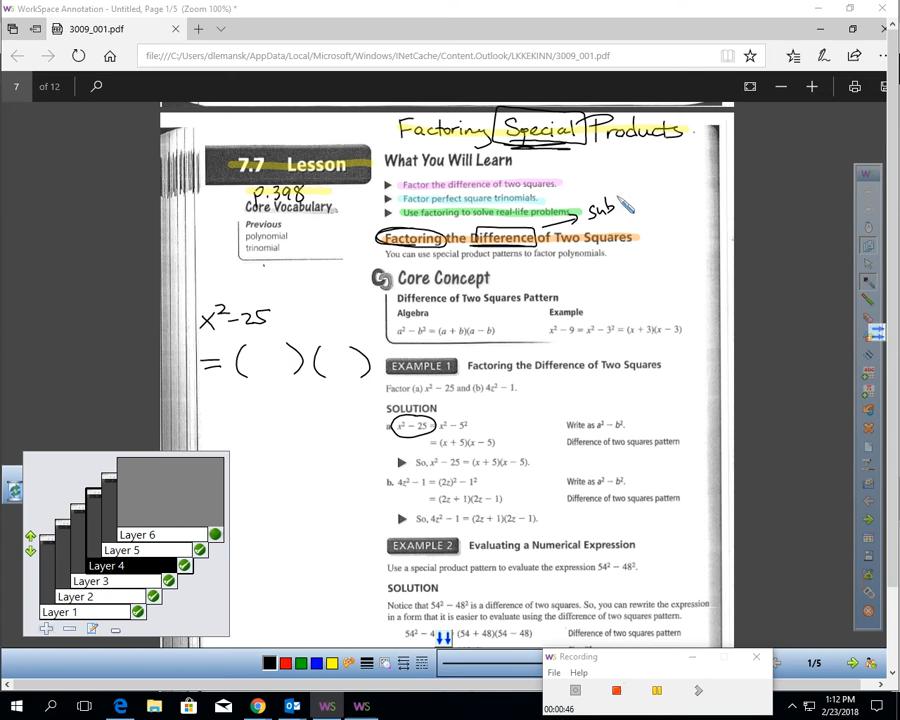 WorkSpace Annotation - Virtual, Page 1/5 (Zoom 100%) *
3009_001.pdf
file:///C:/Users/dlemansk/AppData/Local/Microsoft/Windows/INetCache/Content.Outlook/LKKEKINN/3009_001.pdf
7 of 12
Factoring Special Products
7.7 Lesson
p.398
Core Vocabulary
Previous
polynomial
trinomial
What You Will Learn
Factor the difference of two squares.
Factor perfect square trinomials.
Use factoring to solve real-life problems.
sub
Factoring the Difference of Two Squares
You can use special product patterns to factor polynomials.
Core Concept
Difference of Two Squares Pattern
Algebra Example
a² − b² = (a + b)(a − b) x² − 9 = x² − 3² = (x + 3)(x − 3)
x² − 25
= ( ) ( )
EXAMPLE 1 Factoring the Difference of Two Squares
Factor (a) x² − 25 and (b) 4z² − 1.
SOLUTION
a. x² − 25 = x² − 5² Write as a² − b².
= (x + 5)(x − 5) Difference of two squares pattern
So, x² − 25 = (x + 5)(x − 5).
b. 4z² − 1 = (2z)² − 1² Write as a² − b².
= (2z + 1)(2z − 1) Difference of two squares pattern
So, 4z² − 1 = (2z + 1)(2z − 1).
EXAMPLE 2 Evaluating a Numerical Expression
Use a special product pattern to evaluate the expression 54² − 48².
SOLUTION
Notice that 54² − 48² is a difference of two squares. So, you can rewrite the expression
in a form that it is easier to evaluate using the difference of two squares pattern.
54² − 4 (54 + 48)(54 − 48) Difference of two squares pattern
Layer 6
Layer 5
Layer 4
Layer 3
Layer 2
Layer 1
Recording
File Help
00:00:46
1/5
1:12 PM
2/23/2018